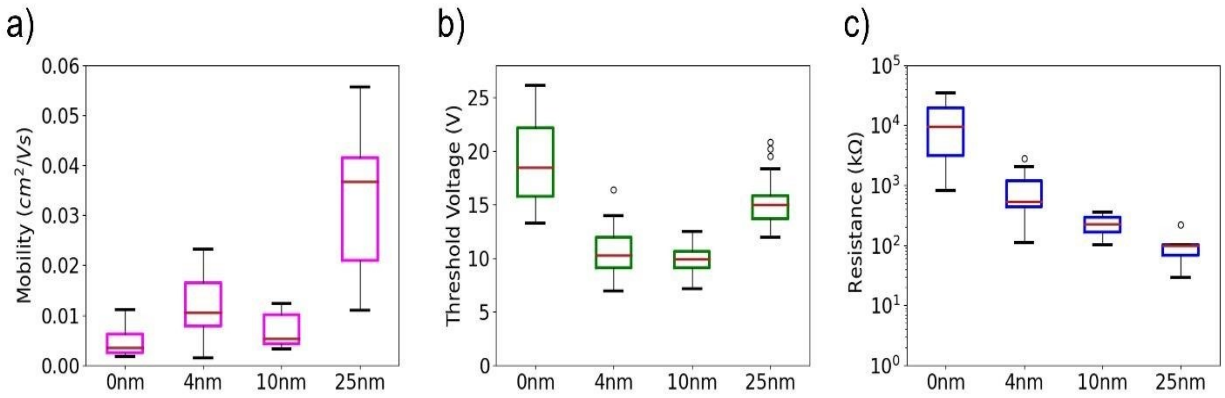 a)
0.06
0.05
0.04
0.03
0.02
0.01
0.00
Mobility (cm²/Vs)
0nm 4nm 10nm 25nm
b)
25
20
15
10
5
0
Threshold Voltage (V)
0nm 4nm 10nm 25nm
c)
10⁵
10⁴
10³
10²
10¹
10⁰
Resistance (kΩ)
0nm 4nm 10nm 25nm